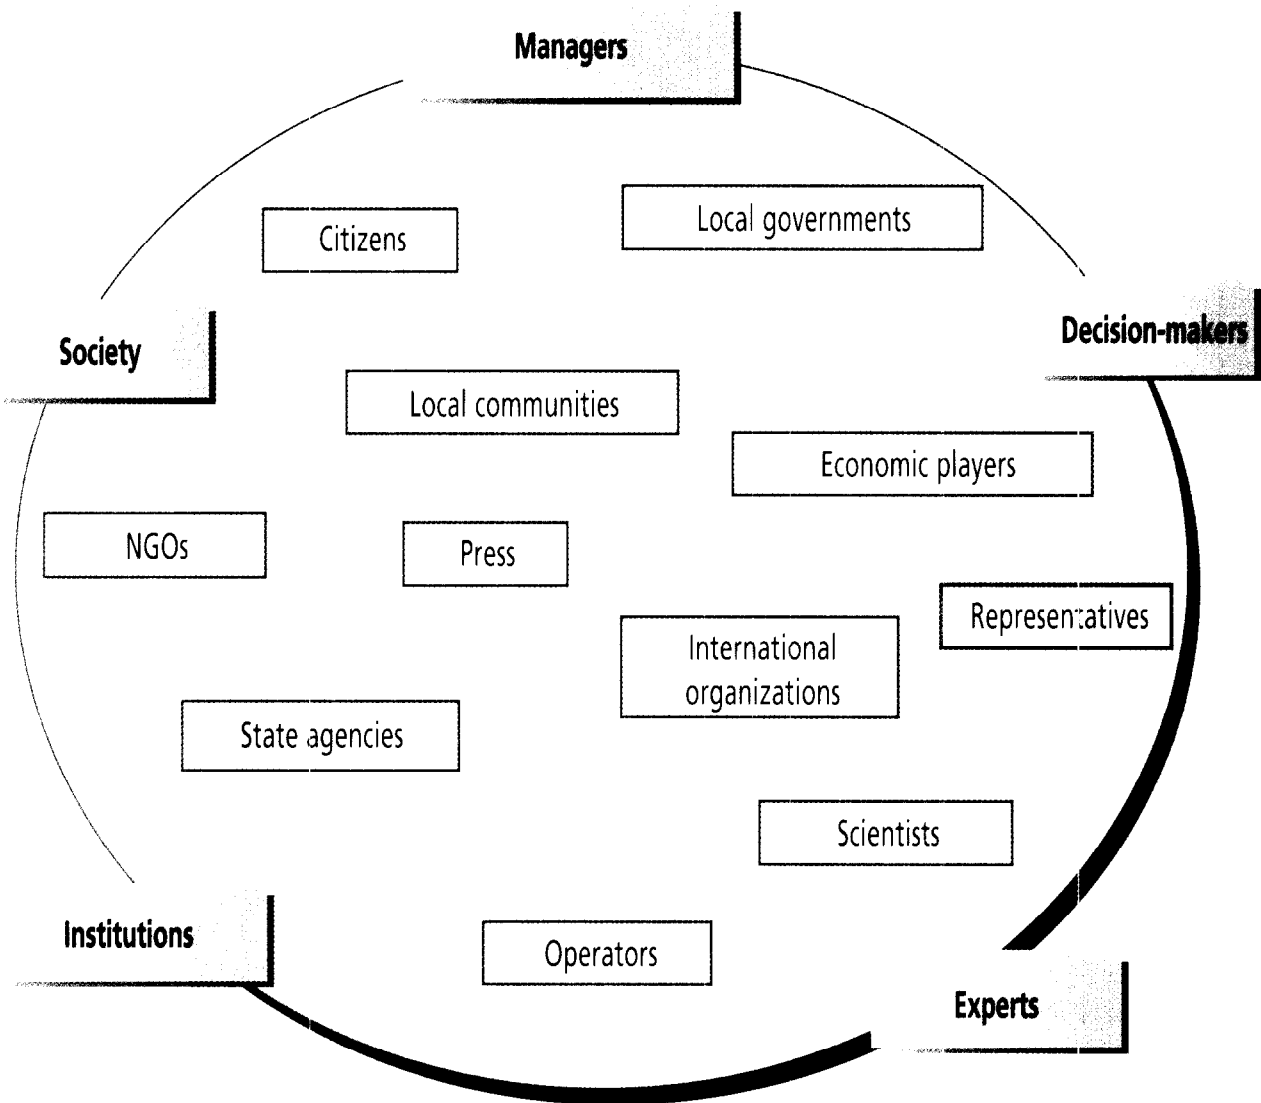 Managers
Citizens
Local governments
Society
Decision-makers
Local communities
Economic players
NGOs
Press
Representatives
International
organizations
State agencies
Scientists
Institutions
Operators
Experts